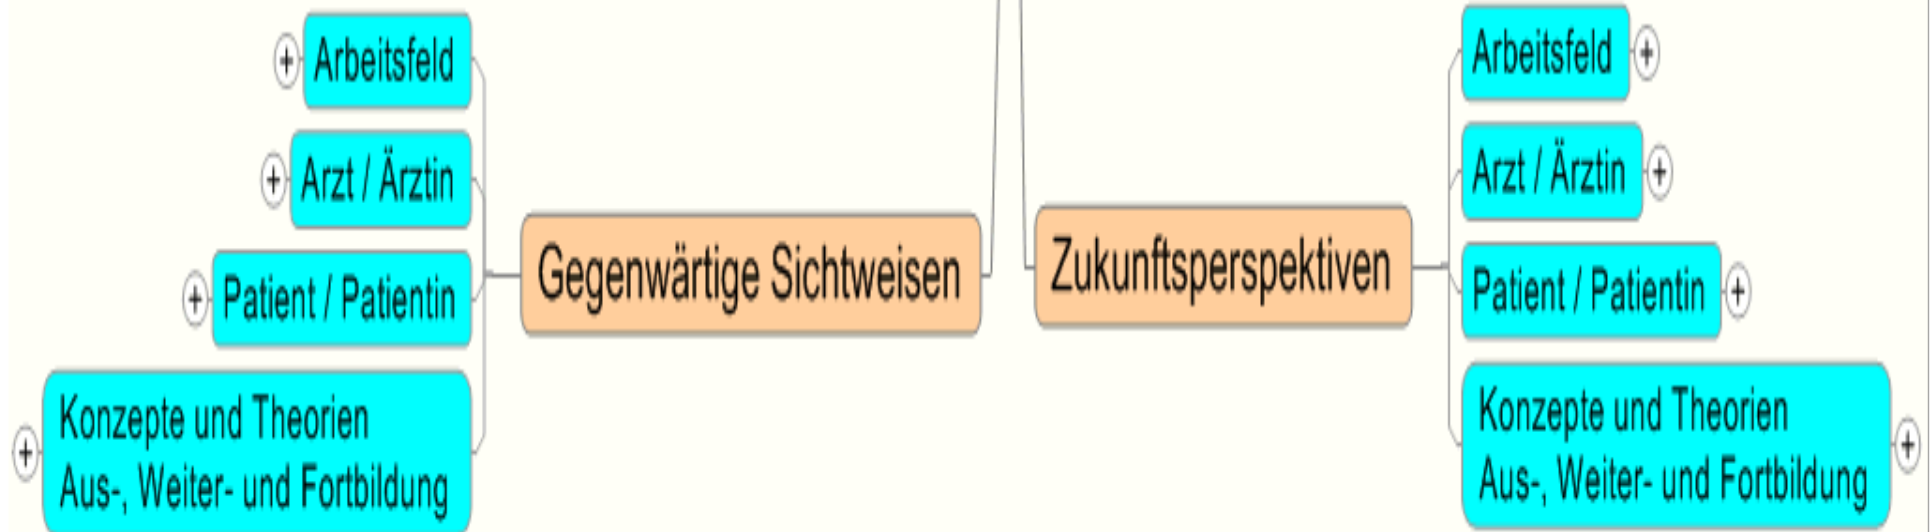 Arbeitsfeld
Arzt / Ärztin
Patient / Patientin
Konzepte und Theorien
Aus-, Weiter- und Fortbildung
Gegenwärtige Sichtweisen
Zukunftsperspektiven
Arbeitsfeld
Arzt / Ärztin
Patient / Patientin
Konzepte und Theorien
Aus-, Weiter- und Fortbildung